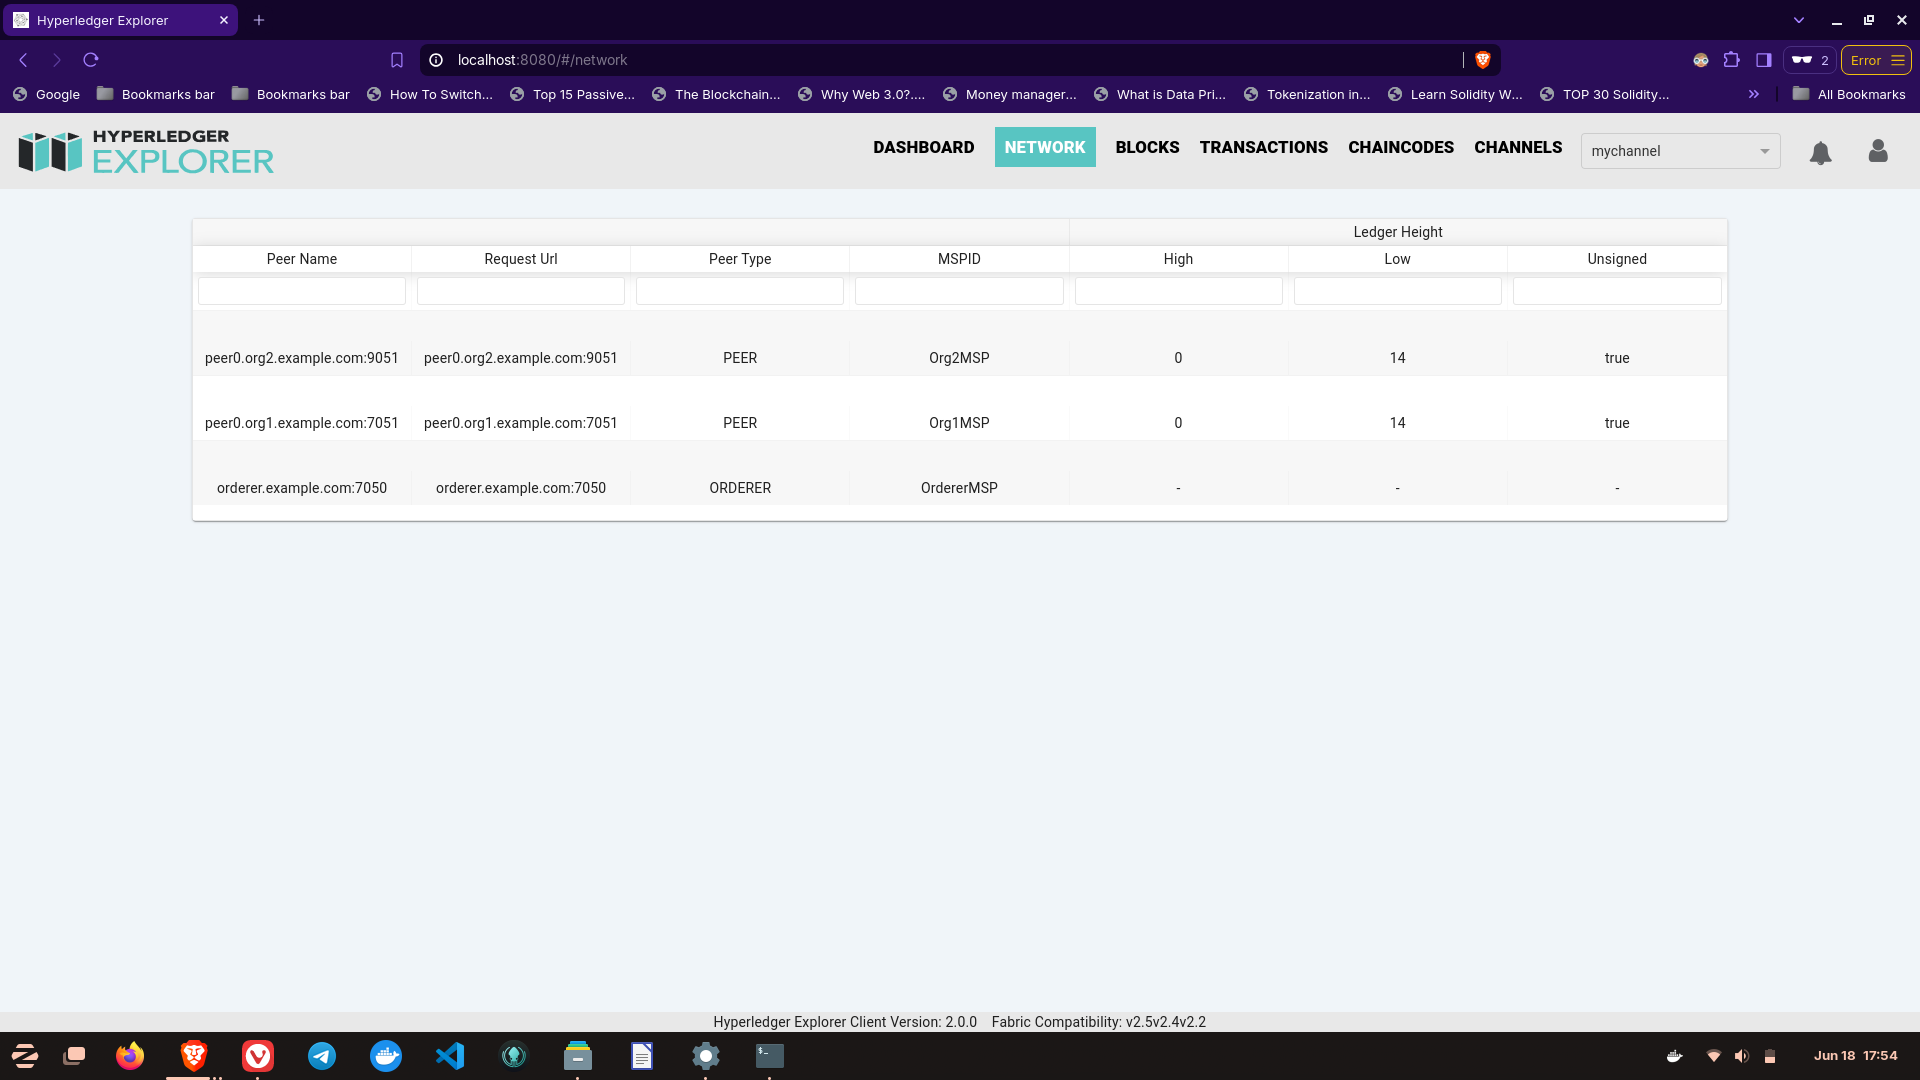 Hyperledger Explorer
localhost:8080/#/network
2
Error
Google
Bookmarks bar
Bookmarks bar
How To Switch...
Top 15 Passive...
The Blockchain...
Why Web 3.0?....
Money manager...
What is Data Pri...
Tokenization in...
Learn Solidity W...
TOP 30 Solidity...
All Bookmarks
HYPERLEDGER
EXPLORER
DASHBOARD NETWORK BLOCKS TRANSACTIONS CHAINCODES CHANNELS
mychannel
Ledger Height
Peer Name Request Url Peer Type MSPID High Low Unsigned
peer0.org2.example.com:9051 peer0.org2.example.com:9051 PEER Org2MSP 0 14 true
peer0.org1.example.com:7051 peer0.org1.example.com:7051 PEER Org1MSP 0 14 true
orderer.example.com:7050 orderer.example.com:7050 ORDERER OrdererMSP - - -
Hyperledger Explorer Client Version: 2.0.0 Fabric Compatibility: v2.5v2.4v2.2
Jun 18 17:54